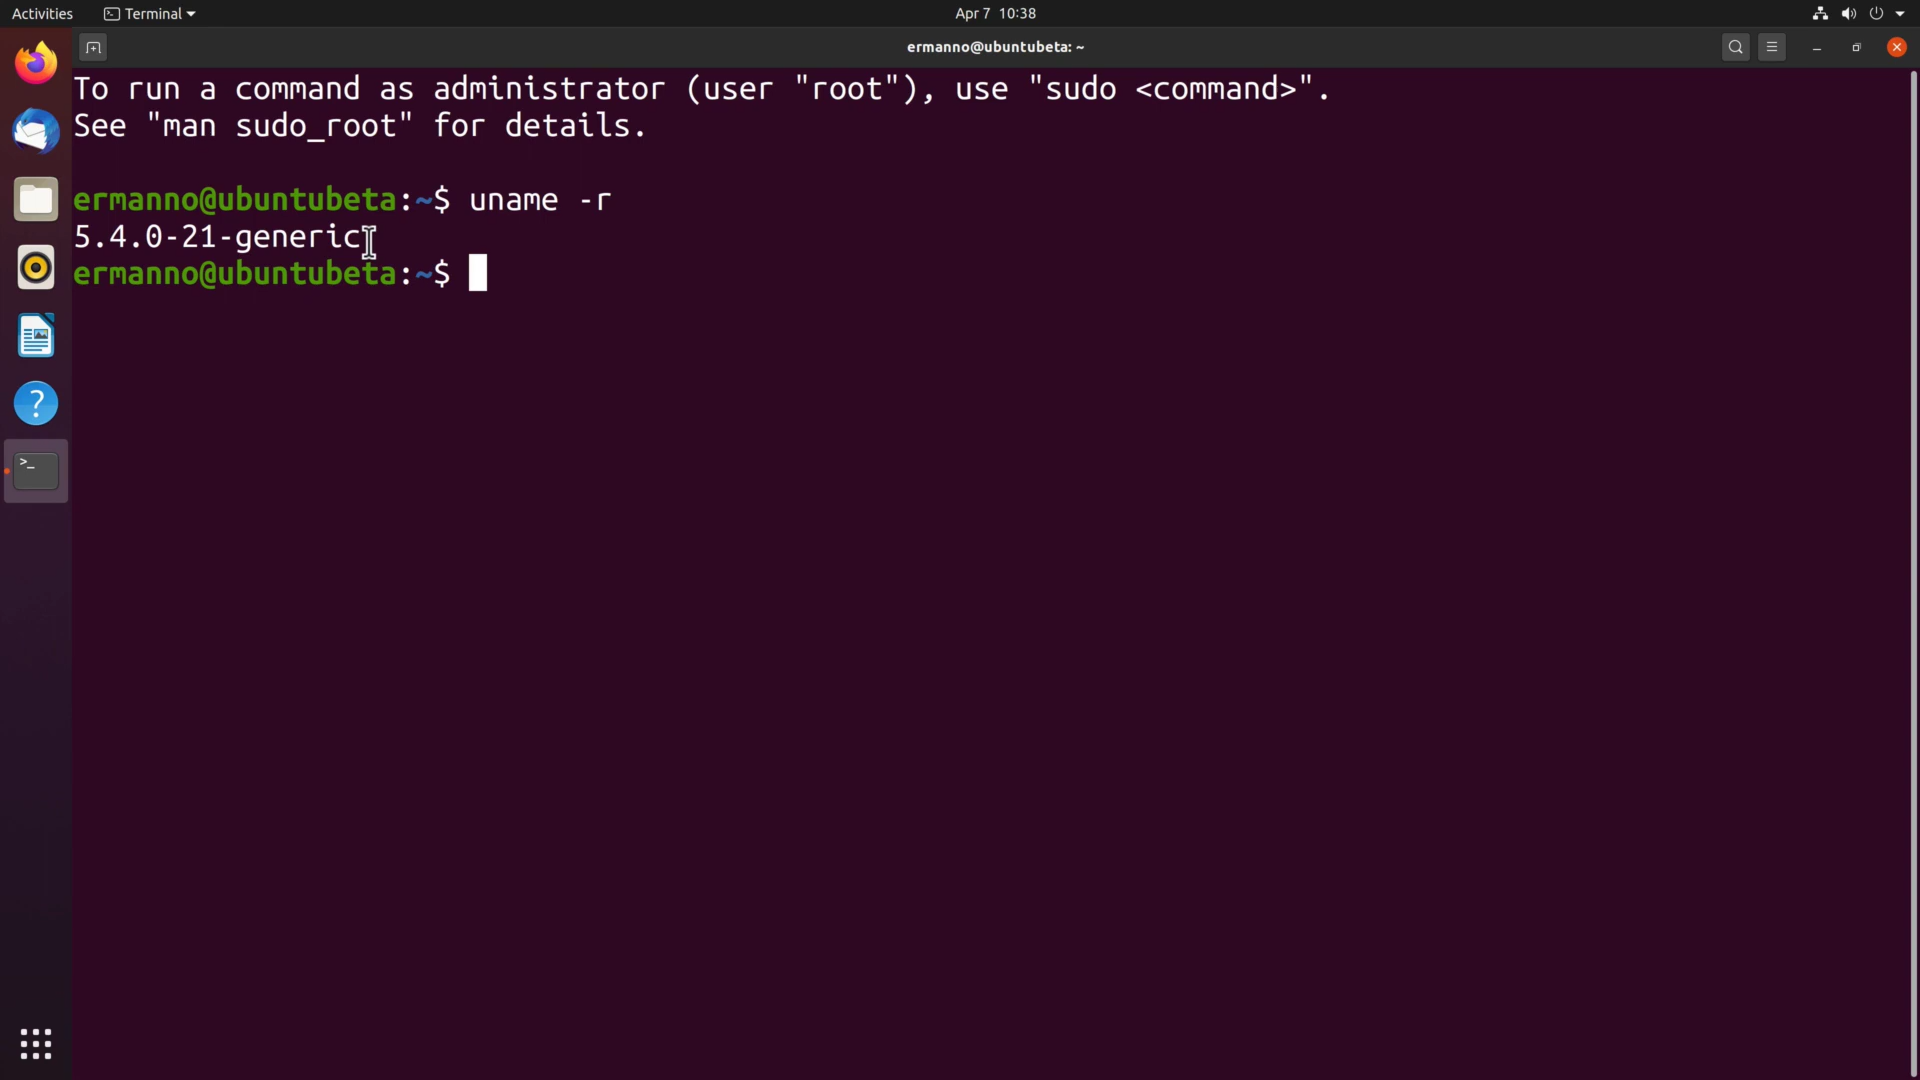 Activities Terminal Apr 7 10:38
ermanno@ubuntubeta: ~
To run a command as administrator (user "root"), use "sudo <command>".
See "man sudo_root" for details.
ermanno@ubuntubeta:~$ uname -r
5.4.0-21-generic
ermanno@ubuntubeta:~$